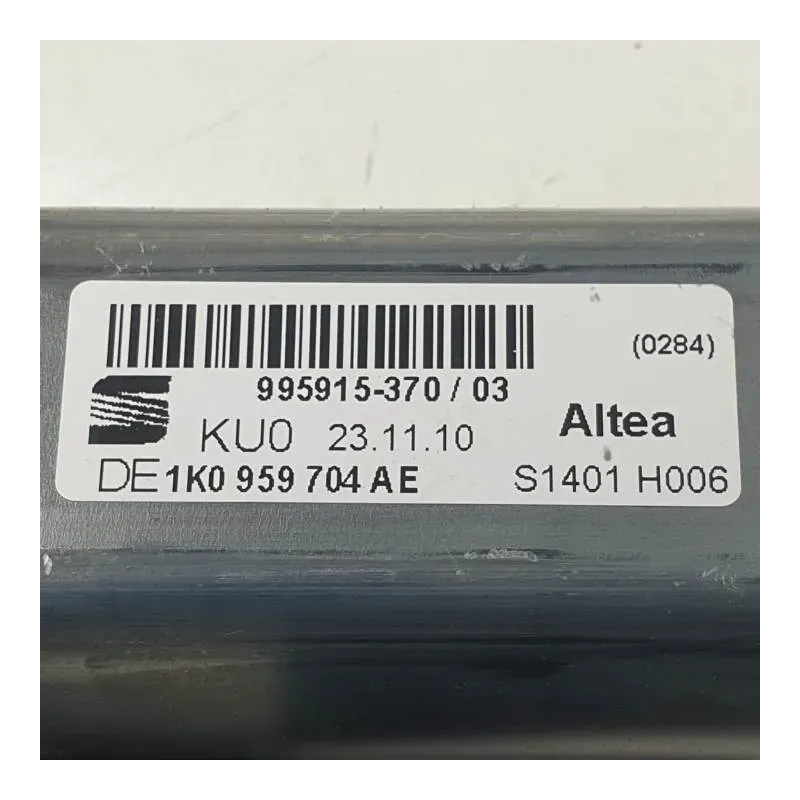 (0284)
995915-370 / 03
KU0 23.11.10 Altea
DE 1K0 959 704 AE S1401 H006